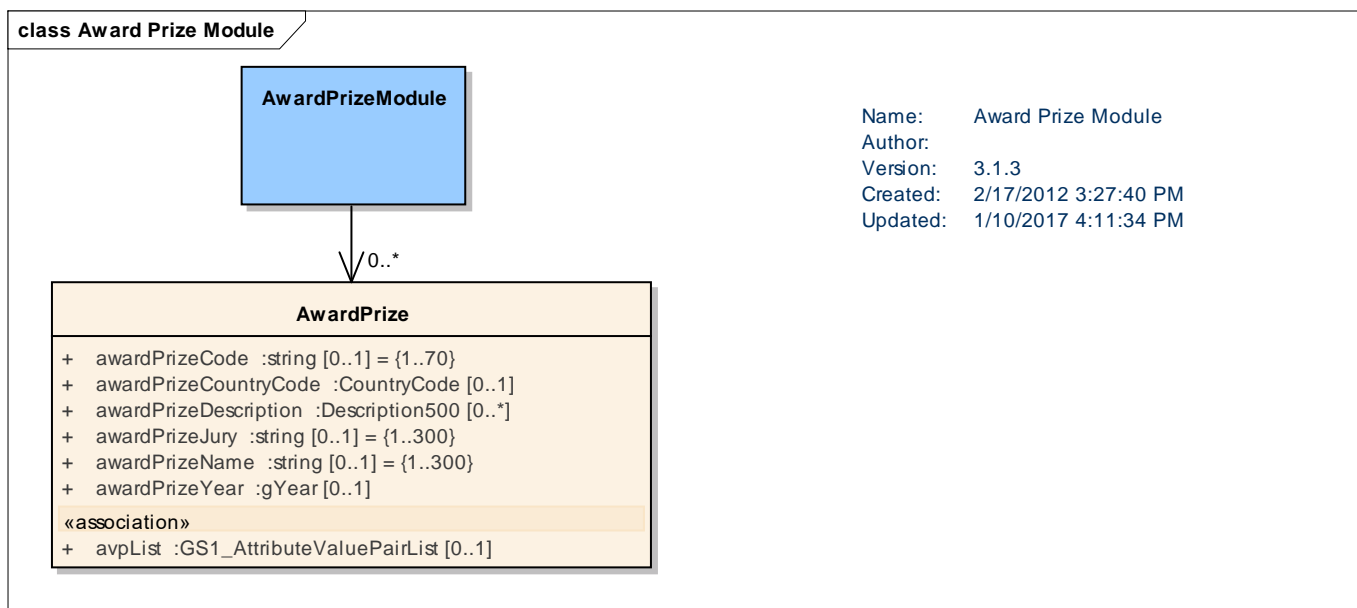 class Award Prize Module
AwardPrizeModule
Name: Award Prize Module
Author:
Version: 3.1.3
Created: 2/17/2012 3:27:40 PM
Updated: 1/10/2017 4:11:34 PM
0..*
AwardPrize
+ awardPrizeCode :string [0..1] = {1..70}
+ awardPrizeCountryCode :CountryCode [0..1]
+ awardPrizeDescription :Description500 [0..*]
+ awardPrizeJury :string [0..1] = {1..300}
+ awardPrizeName :string [0..1] = {1..300}
+ awardPrizeYear :gYear [0..1]
«association»
+ avpList :GS1_AttributeValuePairList [0..1]